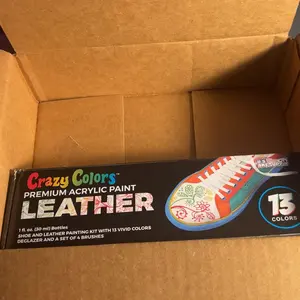 Crazy Colors™
PREMIUM ACRYLIC PAINT
LEATHER
1 fl. oz. (30 ml) Bottles
SHOE AND LEATHER PAINTING KIT WITH 13 VIVID COLORS
DEGLAZER AND A SET OF 4 BRUSHES
13
COLORS